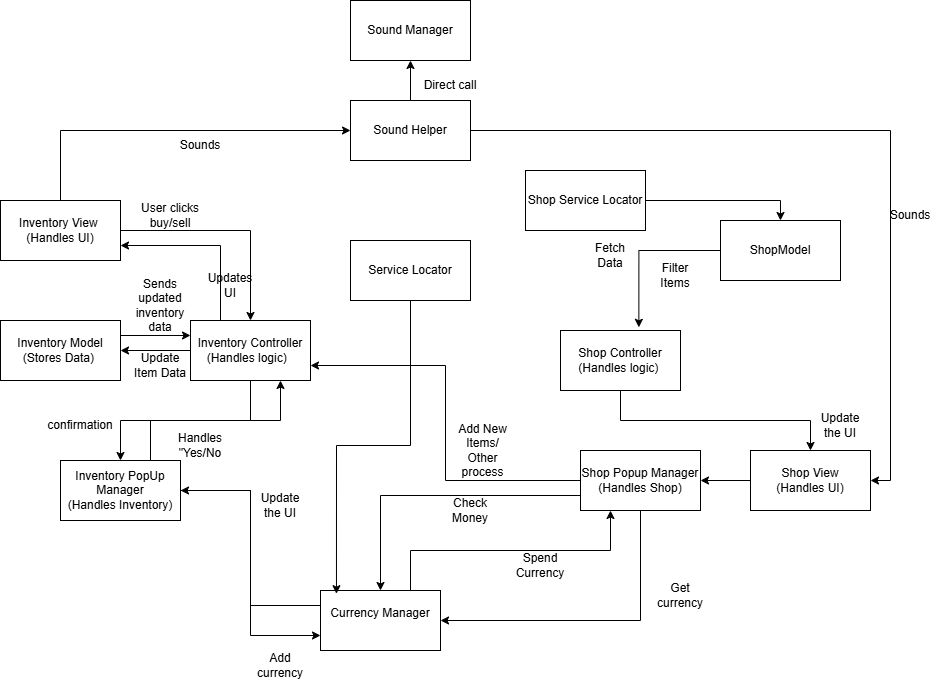 Sound Manager
Direct call
Sound Helper
Sounds
Shop Service Locator
Sounds
Inventory View
(Handles UI)
User clicks
buy/sell
ShopModel
Service Locator
Fetch
Data
Filter
Items
Updates
UI
Sends
updated
inventory
data
Inventory Model
(Stores Data)
Update
Item Data
Inventory Controller
(Handles logic)
Shop Controller
(Handles logic)
confirmation
Handles
"Yes/No
Add New
Items/
Other
process
Update
the UI
Inventory PopUp
Manager
(Handles Inventory)
Update
the UI
Shop Popup Manager
(Handles Shop)
Shop View
(Handles UI)
Check
Money
Spend
Currency
Get
currency
Currency Manager
Add
currency